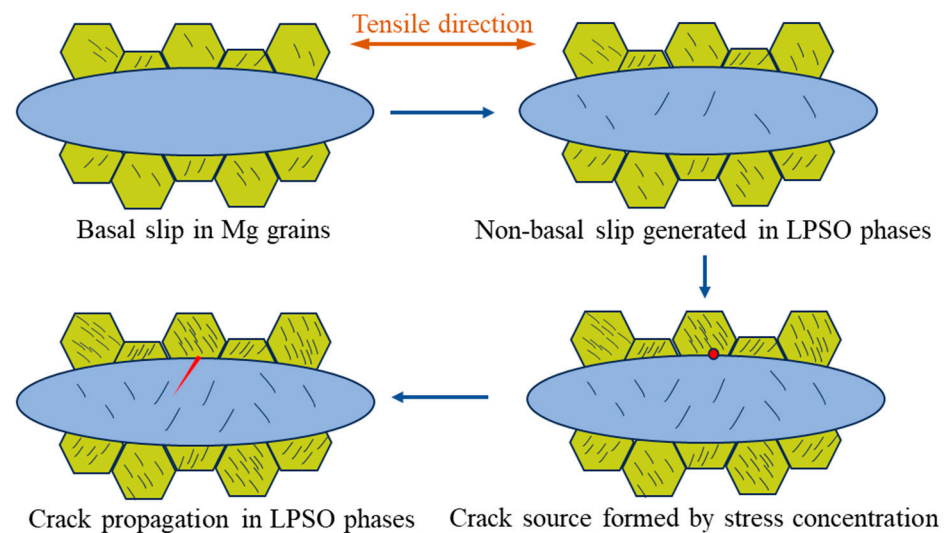 Tensile direction
Basal slip in Mg grains
Non-basal slip generated in LPSO phases
Crack propagation in LPSO phases
Crack source formed by stress concentration